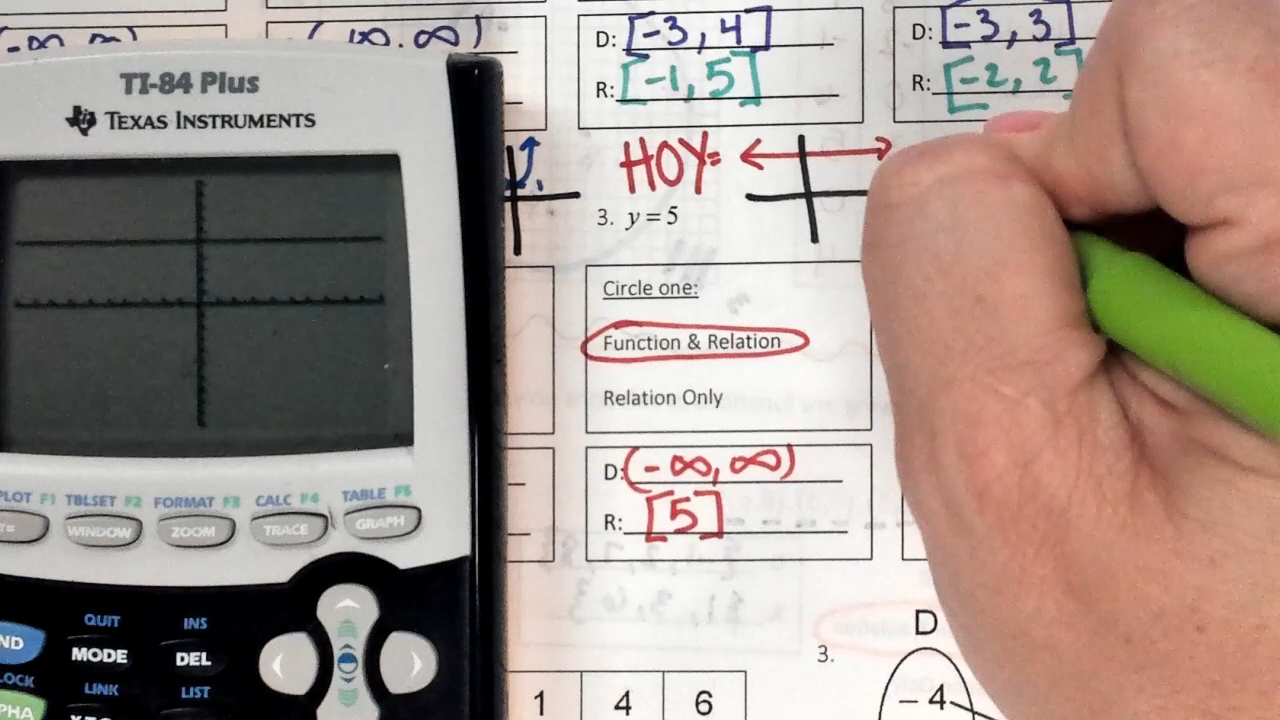 D: [-3, 4]
D: [-3, 3]
R: [-1, 5]
R: [-2, 2]
TI-84 Plus
TEXAS INSTRUMENTS
HOY=
3. y = 5
Circle one:
Function & Relation
Relation Only
D: (-∞, ∞)
R: [5]
PLOT F1 TBLSET F2 FORMAT F3 CALC F4 TABLE F5
WINDOW ZOOM TRACE GRAPH
QUIT INS
MODE DEL
LINK LIST
3.
D
-4
1 4 6